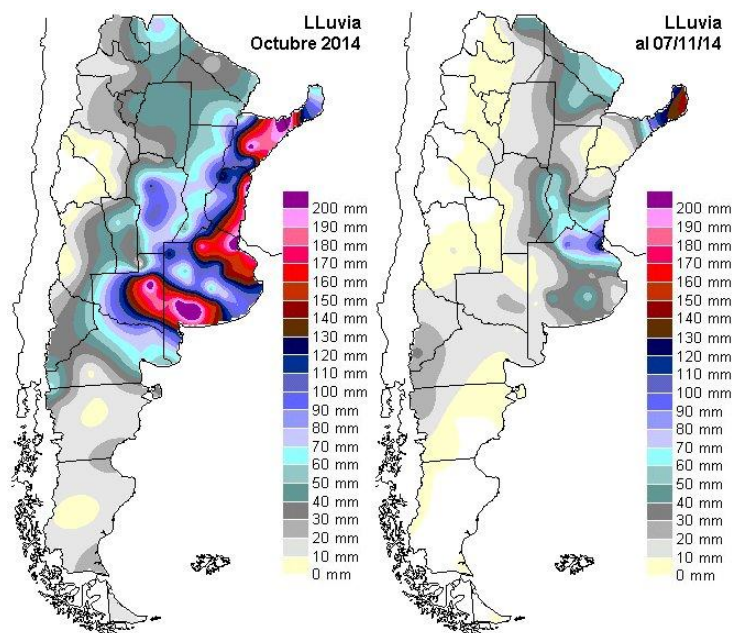 LLuvia
Octubre 2014
200 mm
190 mm
180 mm
170 mm
160 mm
150 mm
140 mm
130 mm
120 mm
110 mm
100 mm
90 mm
80 mm
70 mm
60 mm
50 mm
40 mm
30 mm
20 mm
10 mm
0 mm
LLuvia
al 07/11/14
200 mm
190 mm
180 mm
170 mm
160 mm
150 mm
140 mm
130 mm
120 mm
110 mm
100 mm
90 mm
80 mm
70 mm
60 mm
50 mm
40 mm
30 mm
20 mm
10 mm
0 mm